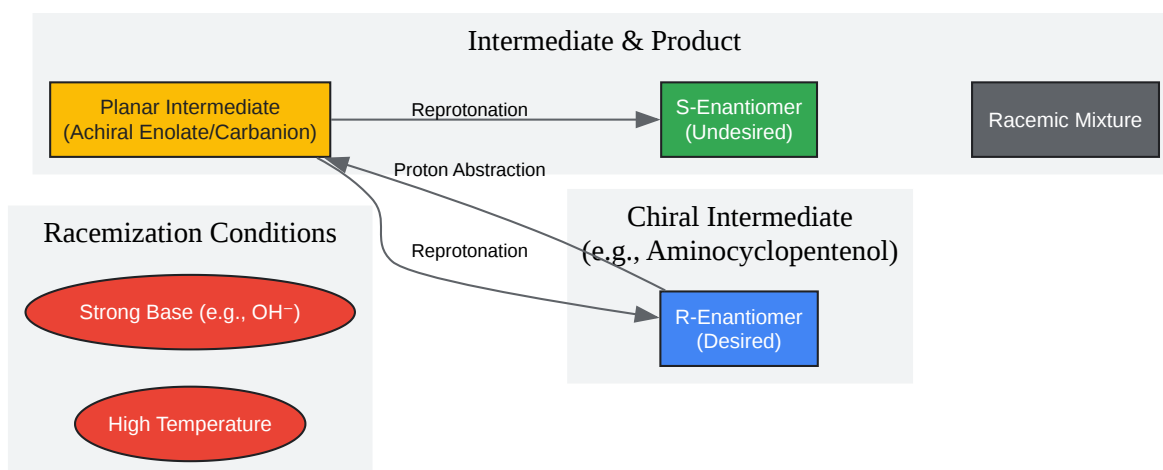 Intermediate & Product
Planar Intermediate
(Achiral Enolate/Carbanion)
Reprotonation
S-Enantiomer
(Undesired)
Racemic Mixture
Proton Abstraction
Racemization Conditions
Strong Base (e.g., OH⁻)
High Temperature
Reprotonation
Chiral Intermediate
(e.g., Aminocyclopentenol)
R-Enantiomer
(Desired)